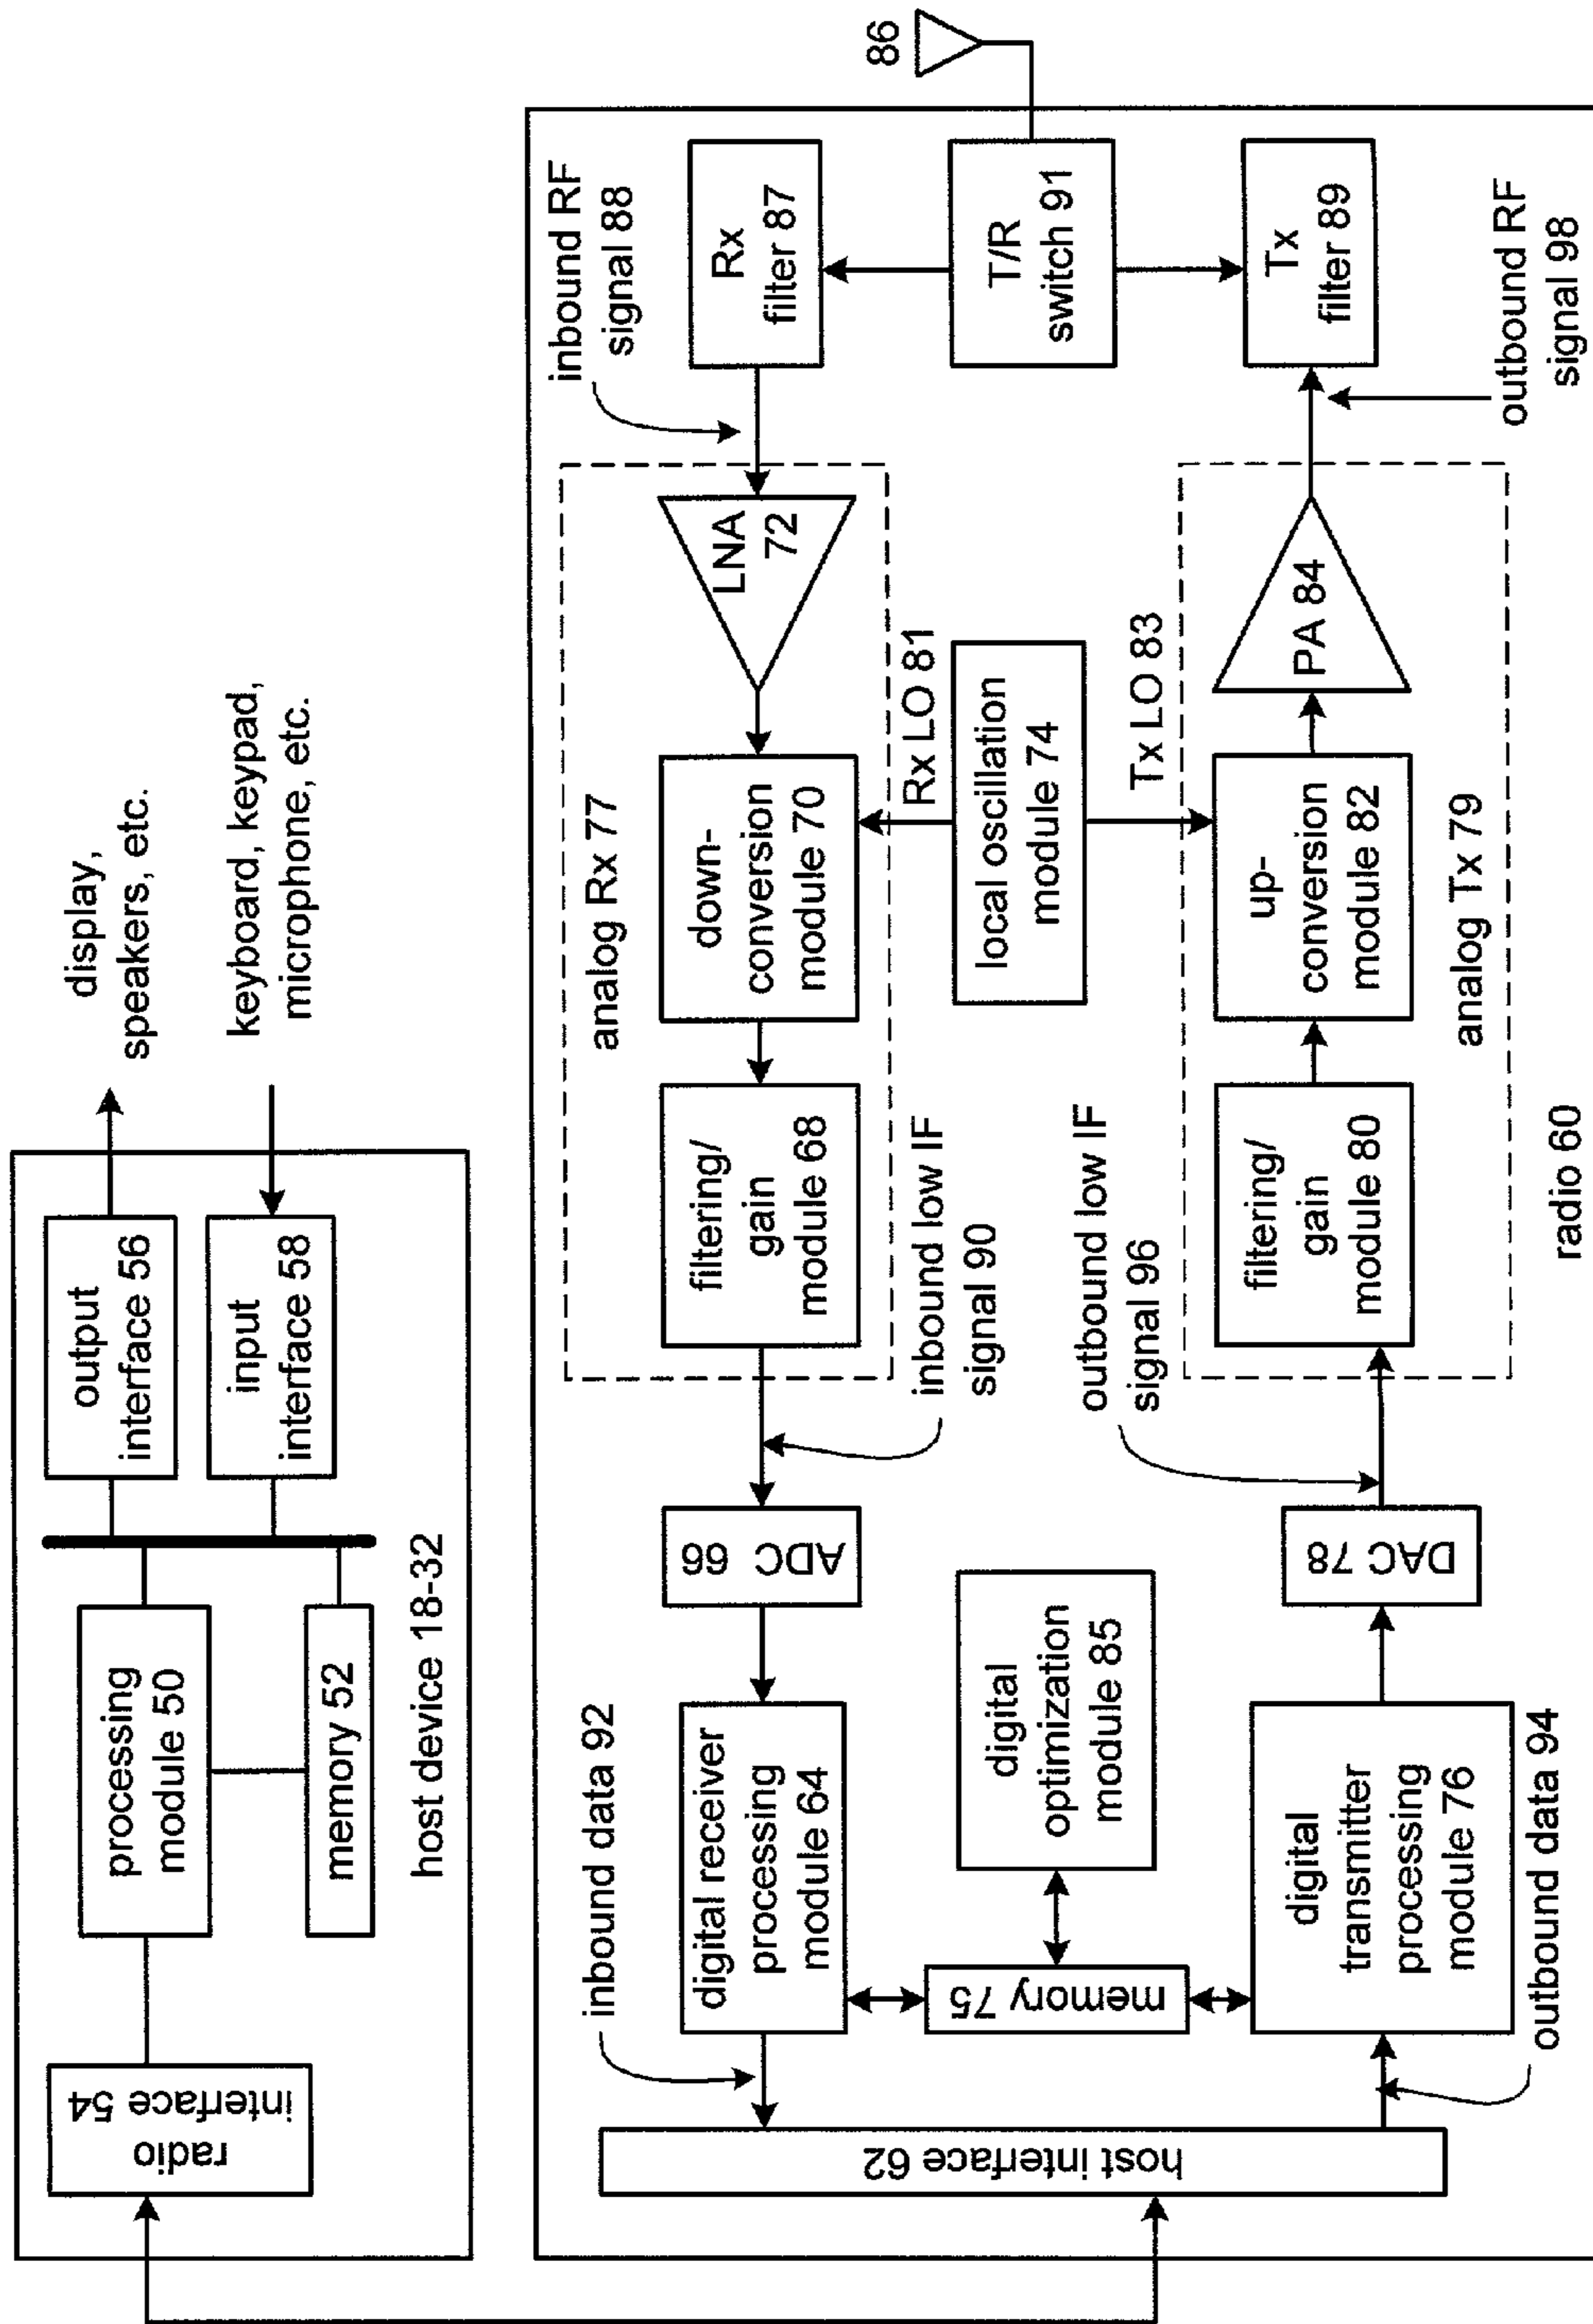 radio
interface 54
processing
module 50
memory 52
host device 18-32
output
interface 56
input
interface 58
display,
speakers, etc.
keyboard, keypad,
microphone, etc.
host interface 62
inbound data 92
digital receiver
processing
module 64
memory 75
digital
optimization
module 85
digital
transmitter
processing
module 76
outbound data 94
ADC 66
DAC 78
inbound low IF
signal 90
outbound low IF
signal 96
analog Rx 77
filtering/
gain
module 68
down-
conversion
module 70
LNA
72
Rx LO 81
local oscillation
module 74
Tx LO 83
filtering/
gain
module 80
up-
conversion
module 82
PA 84
analog Tx 79
radio 60
inbound RF
signal 88
Rx
filter 87
T/R
switch 91
Tx
filter 89
outbound RF
signal 98
86